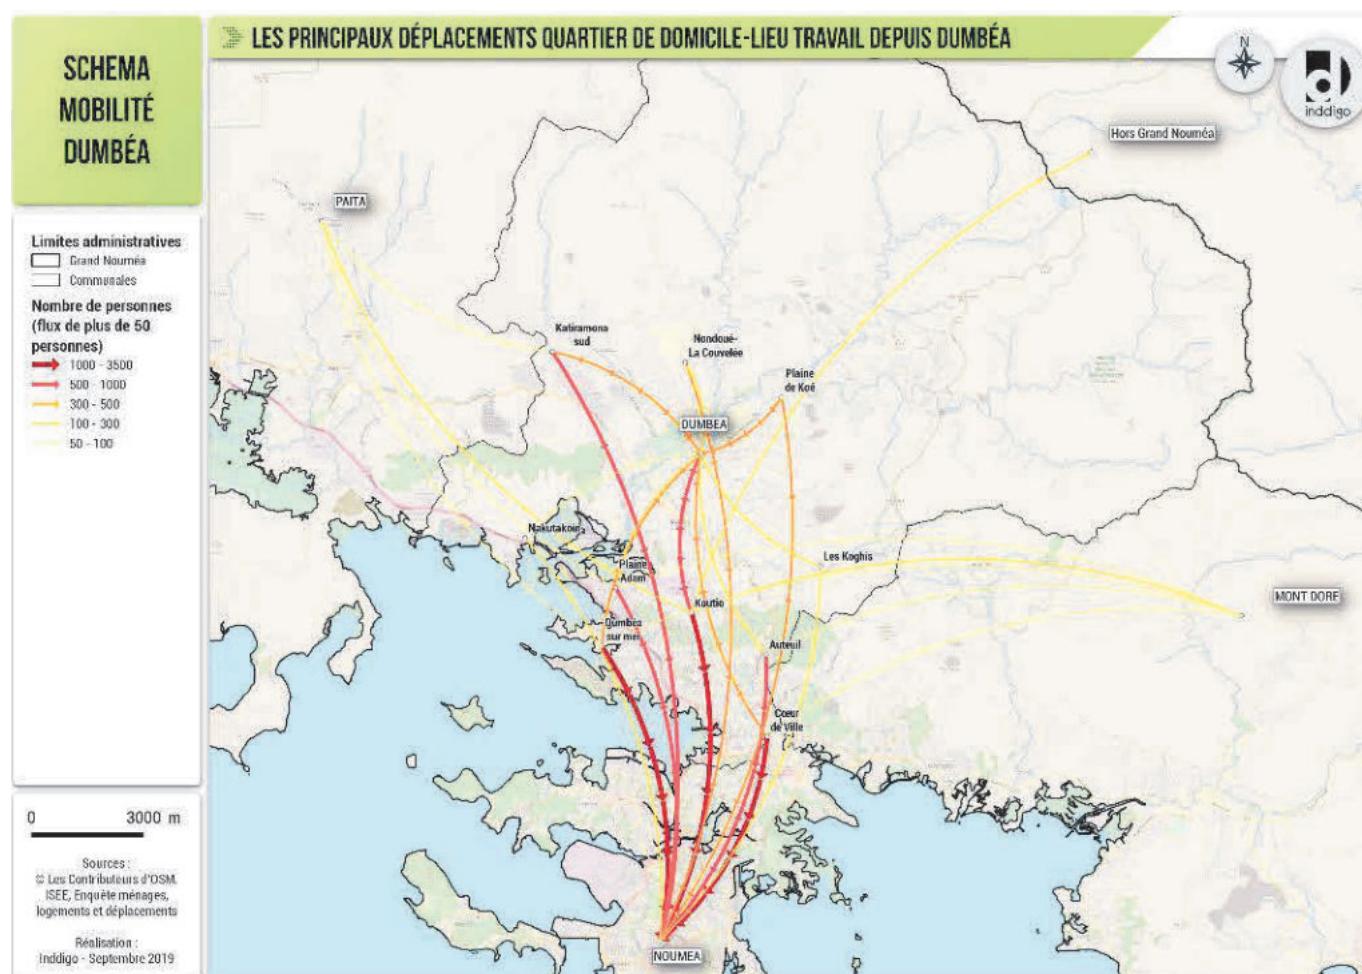 SCHEMA
MOBILITÉ
DUMBÉA
LES PRINCIPAUX DÉPLACEMENTS QUARTIER DE DOMICILE-LIEU TRAVAIL DEPUIS DUMBÉA
N
inddigo
Limites administratives
Grand Nouméa
Communales
Nombre de personnes
(flux de plus de 50
personnes)
1000 - 3500
500 - 1000
300 - 500
100 - 300
50 - 100
0 3000 m
Sources :
© Les Contributeurs d'OSM.
ISEE, Enquête ménages,
logements et déplacements
Réalisation :
Inddigo - Septembre 2019
Hors Grand Nouméa
PAITA
Katiramona
sud
Nondoué-
La Couvelée
Plaine
de Koé
DUMBEA
Nakutakoin
Plaine
Adam
Les Koghis
Koutio
MONT DORE
Dumbéa
sur mer
Auteuil
Cœur
de Ville
NOUMEA